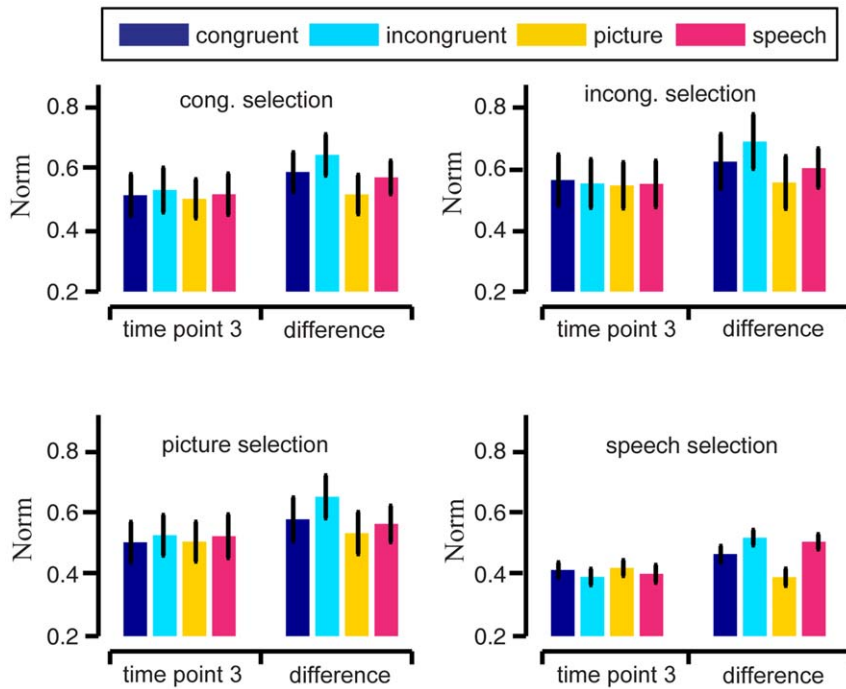 congruent incongruent picture speech
cong. selection
Norm
0.8
0.6
0.4
0.2
time point 3 difference
incong. selection
Norm
0.8
0.6
0.4
0.2
time point 3 difference
picture selection
Norm
0.8
0.6
0.4
0.2
time point 3 difference
speech selection
Norm
0.8
0.6
0.4
0.2
time point 3 difference